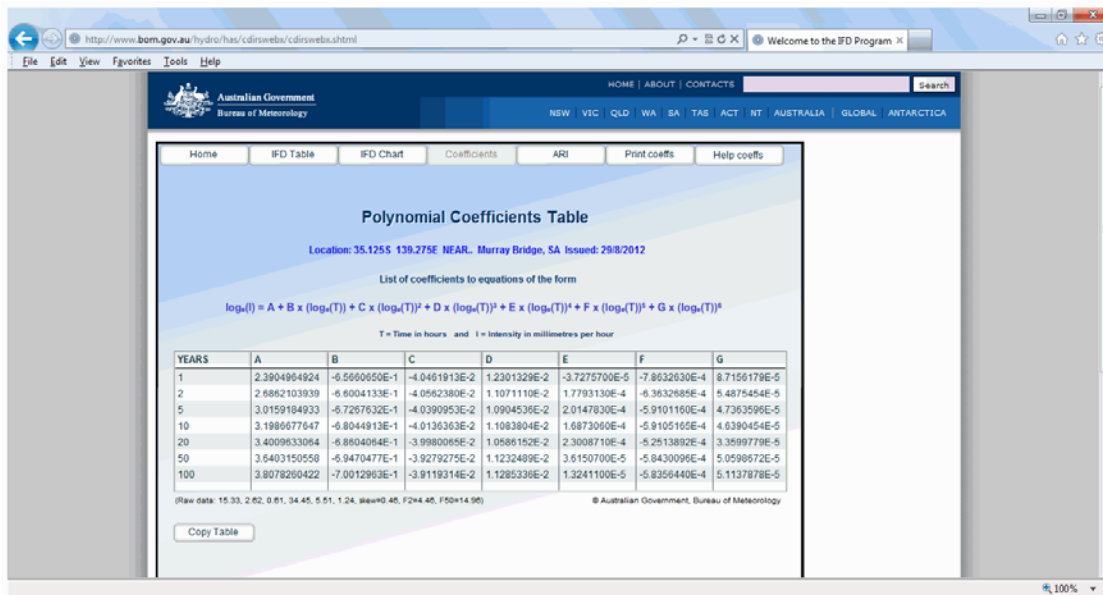 http://www.bom.gov.au/hydro/has/cdirswebx/cdirswebx.shtml
Welcome to the IFD Program
File Edit View Favorites Tools Help
Australian Government
Bureau of Meteorology
HOME | ABOUT | CONTACTS
Search
NSW | VIC | QLD | WA | SA | TAS | ACT | NT | AUSTRALIA | GLOBAL | ANTARCTICA
Home IFD Table IFD Chart Coefficients ARI Print coeffs Help coeffs
Polynomial Coefficients Table
Location: 35.125S 139.275E NEAR.. Murray Bridge, SA Issued: 29/8/2012
List of coefficients to equations of the form
logₑ(I) = A + B x (logₑ(T)) + C x (logₑ(T))² + D x (logₑ(T))³ + E x (logₑ(T))⁴ + F x (logₑ(T))⁵ + G x (logₑ(T))⁶
T = Time in hours and I = Intensity in millimetres per hour
YEARS A B C D E F G
1 2.3904964924 -6.5660650E-1 -4.0461913E-2 1.2301329E-2 -3.7275700E-5 -7.8632630E-4 8.7156179E-5
2 2.6862103939 -6.6004133E-1 -4.0562380E-2 1.1071110E-2 1.7793130E-4 -6.3632685E-4 5.4875454E-5
5 3.0159184933 -6.7267632E-1 -4.0390953E-2 1.0904536E-2 2.0147830E-4 -5.9101160E-4 4.7363595E-5
10 3.1986677647 -6.8044913E-1 -4.0136363E-2 1.1083804E-2 1.6873060E-4 -5.9105165E-4 4.6390454E-5
20 3.4009633064 -6.8604064E-1 -3.9980065E-2 1.0586152E-2 2.3008710E-4 -5.2513892E-4 3.3599779E-5
50 3.6403150558 -6.9470477E-1 -3.9279275E-2 1.1232489E-2 3.6150700E-5 -5.8430096E-4 5.0598672E-5
100 3.8078260422 -7.0012963E-1 -3.9119314E-2 1.1285336E-2 1.3241100E-5 -5.8356440E-4 5.1137878E-5
(Raw data: 15.33, 2.62, 0.61, 34.45, 5.51, 1.24, skew=0.46, F2=4.46, F50=14.96)
© Australian Government, Bureau of Meteorology
Copy Table
100%